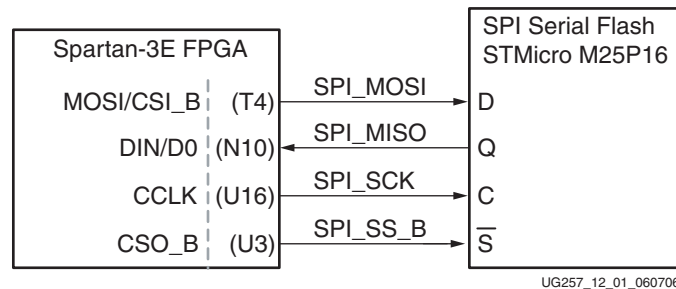 Spartan-3E FPGA
SPI Serial Flash
STMicro M25P16
MOSI/CSI_B (T4) SPI_MOSI D
DIN/D0 (N10) SPI_MISO Q
CCLK (U16) SPI_SCK C
CSO_B (U3) SPI_SS_B S̅
UG257_12_01_060706